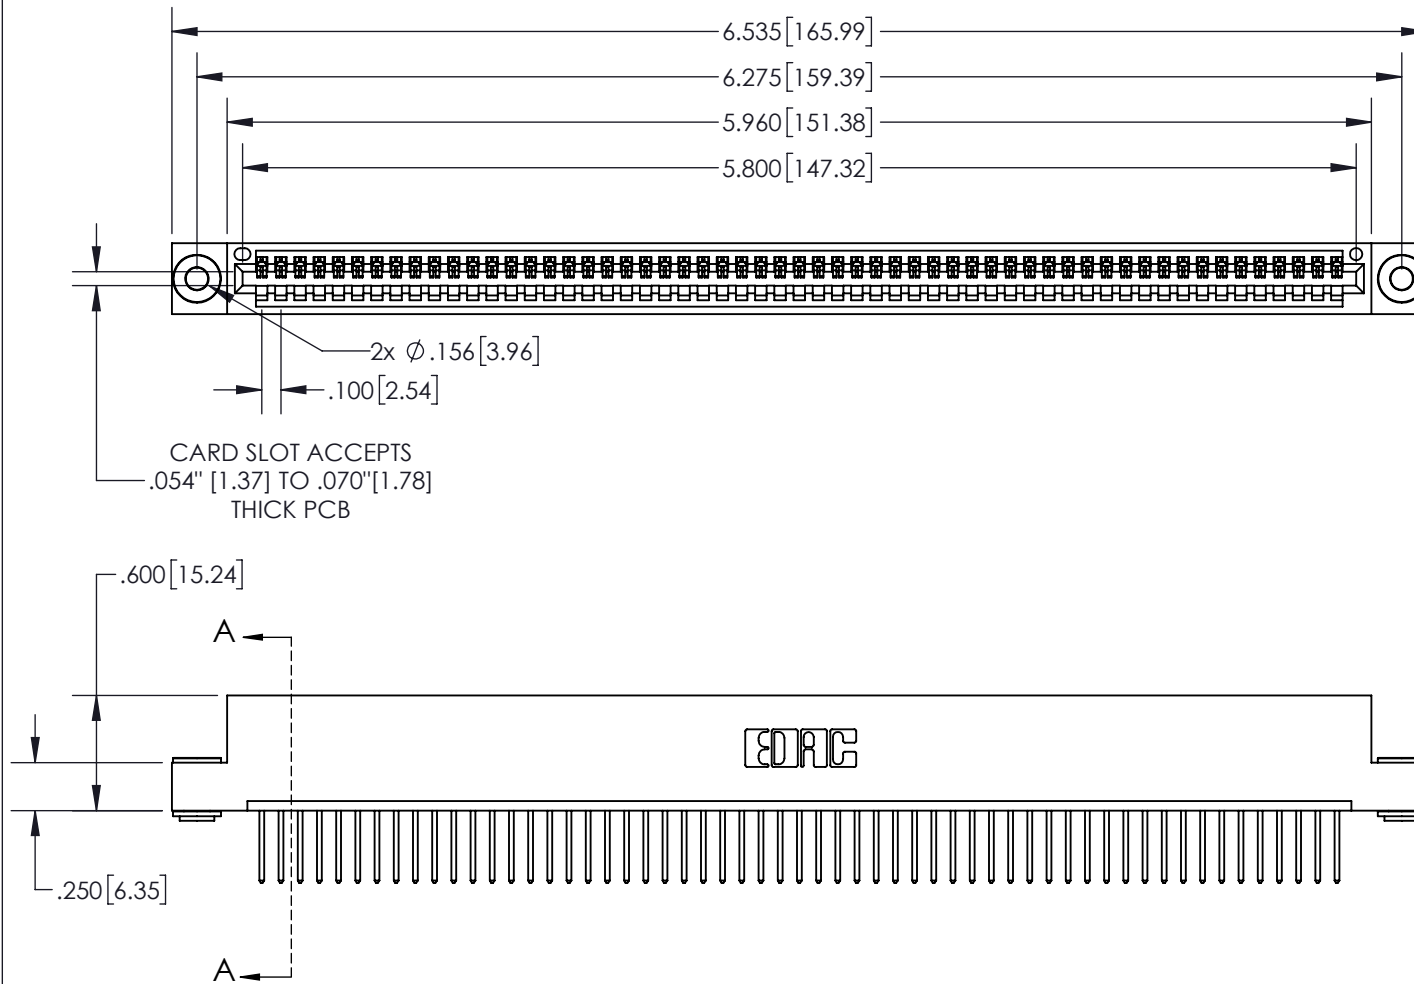 6.535[165.99]
6.275[159.39]
5.960[151.38]
5.800[147.32]
2x Ø.156[3.96]
.100[2.54]
CARD SLOT ACCEPTS
.054" [1.37] TO .070"[1.78]
THICK PCB
.600[15.24]
A
EDAC
.250[6.35]
A